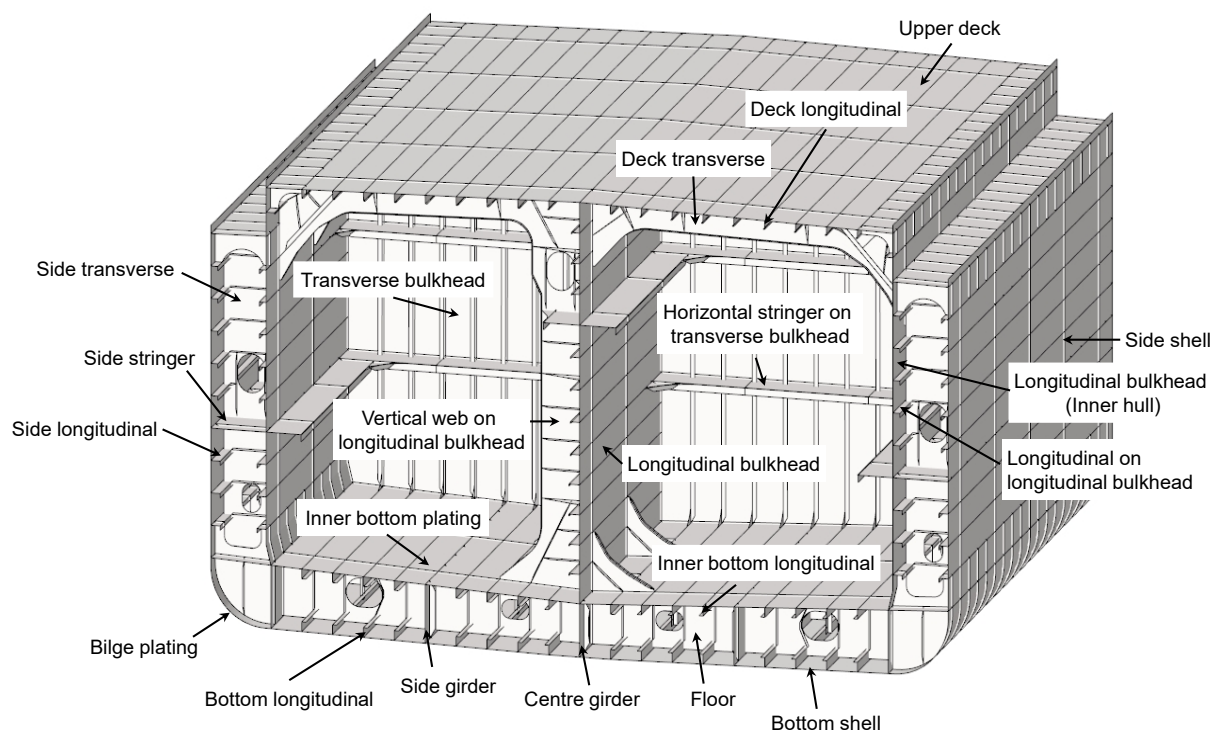 Upper deck
Deck longitudinal
Deck transverse
Side transverse
Transverse bulkhead
Horizontal stringer on
transverse bulkhead
Side shell
Side stringer
Longitudinal bulkhead
(Inner hull)
Side longitudinal
Vertical web on
longitudinal bulkhead
Longitudinal bulkhead
Longitudinal on
longitudinal bulkhead
Inner bottom plating
Inner bottom longitudinal
Bilge plating
Bottom longitudinal
Side girder
Centre girder
Floor
Bottom shell